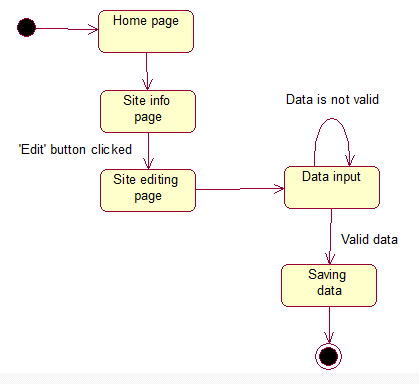 Home page
Site info
page
'Edit' button clicked
Site editing
page
Data is not valid
Data input
Valid data
Saving
data